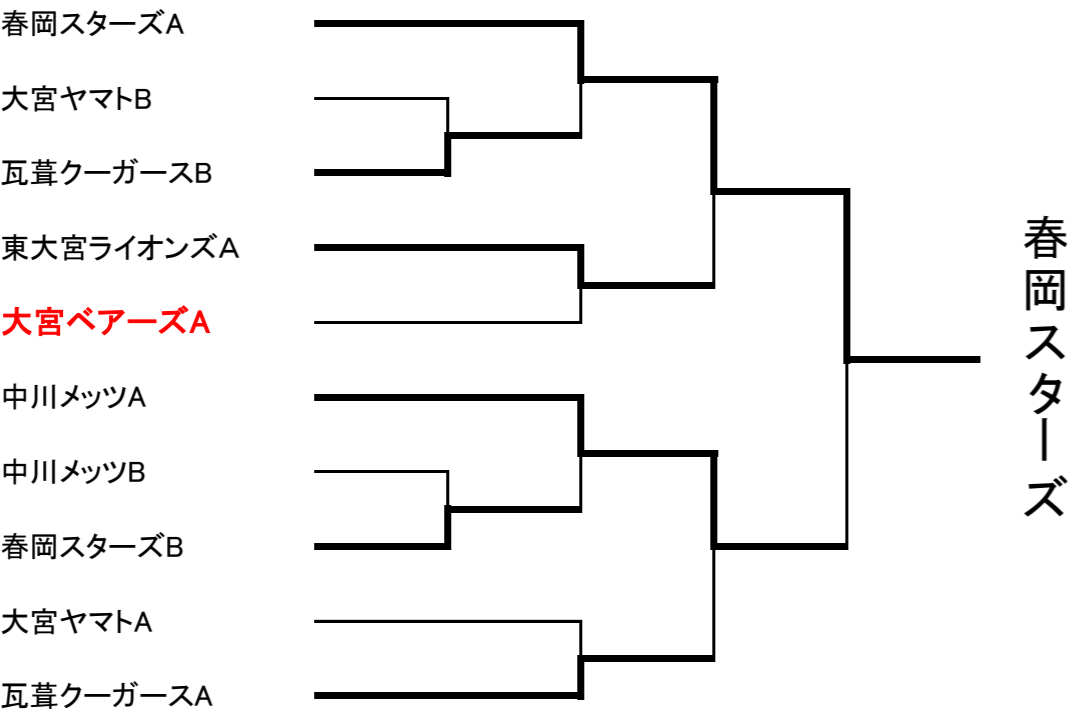 春岡スターズA
大宮ヤマトB
瓦葺クーガースB
東大宮ライオンズA
大宮ベアーズA
中川メッツA
中川メッツB
春岡スターズB
大宮ヤマトA
瓦葺クーガースA
春岡スターズ